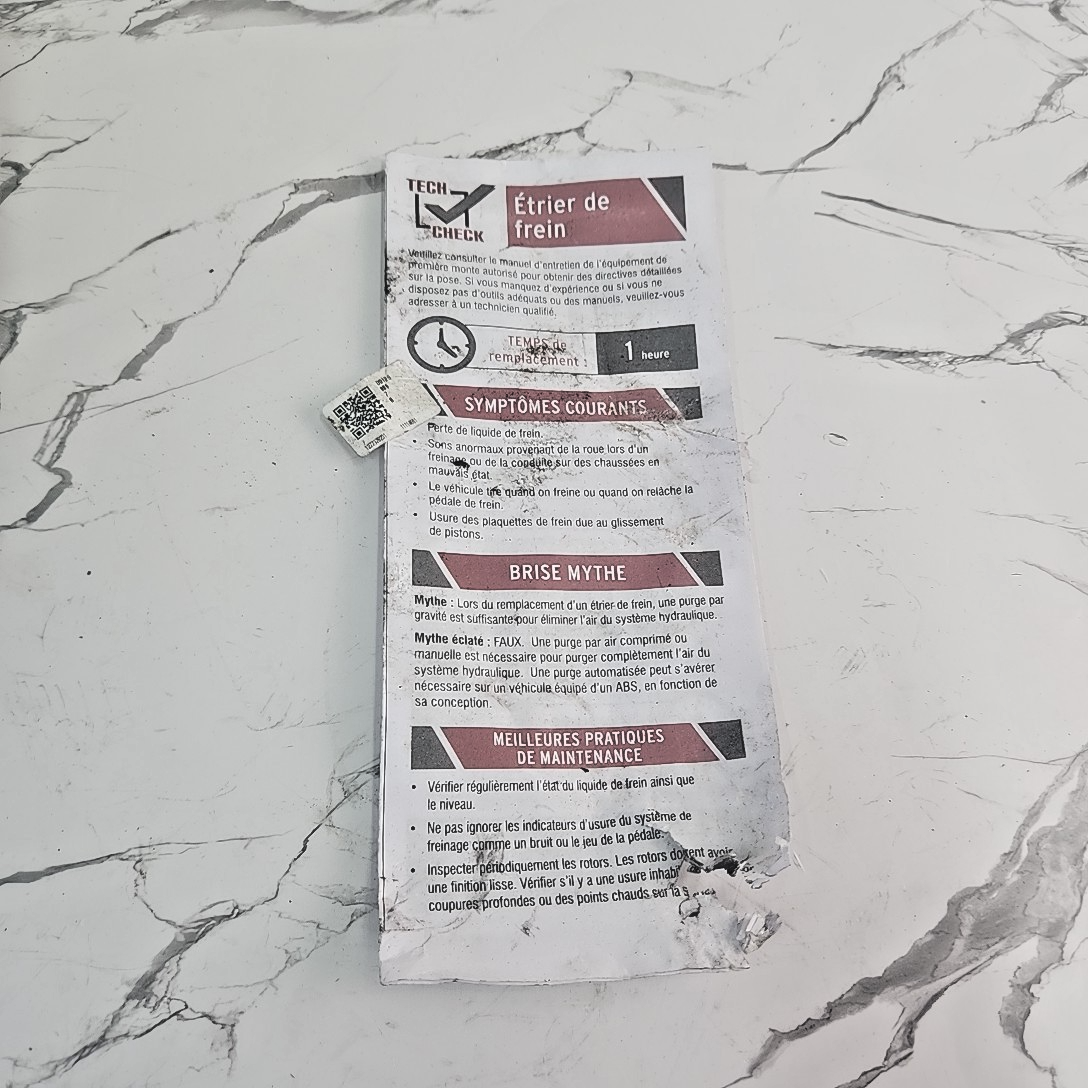 TECH
CHECK
Étrier de
frein
Veuillez consulter le manuel d'entretien de l'équipement de
première monte autorisé pour obtenir des directives détaillées
sur la pose. Si vous manquez d'expérience ou si vous ne
disposez pas d'outils adéquats ou des manuels, veuillez-vous
adresser à un technicien qualifié.
TEMPS de
remplacement :
1 heure
SYMPTÔMES COURANTS
Perte de liquide de frein.
• Sons anormaux provenant de la roue lors d'un
freinage ou de la conduite sur des chaussées en
mauvais état.
• Le véhicule tire quand on freine ou quand on relâche la
pédale de frein.
• Usure des plaquettes de frein due au glissement
de pistons.
BRISE MYTHE
Mythe : Lors du remplacement d'un étrier de frein, une purge par
gravité est suffisante pour éliminer l'air du système hydraulique.
Mythe éclaté : FAUX. Une purge par air comprimé ou
manuelle est nécessaire pour purger complètement l'air du
système hydraulique. Une purge automatisée peut s'avérer
nécessaire sur un véhicule équipé d'un ABS, en fonction de
sa conception.
MEILLEURES PRATIQUES
DE MAINTENANCE
• Vérifier régulièrement l'état du liquide de frein ainsi que
le niveau.
• Ne pas ignorer les indicateurs d'usure du système de
freinage comme un bruit ou le jeu de la pédale.
• Inspecter périodiquement les rotors. Les rotors doivent avoir
une finition lisse. Vérifier s'il y a une usure inhabi
coupures profondes ou des points chauds sur la